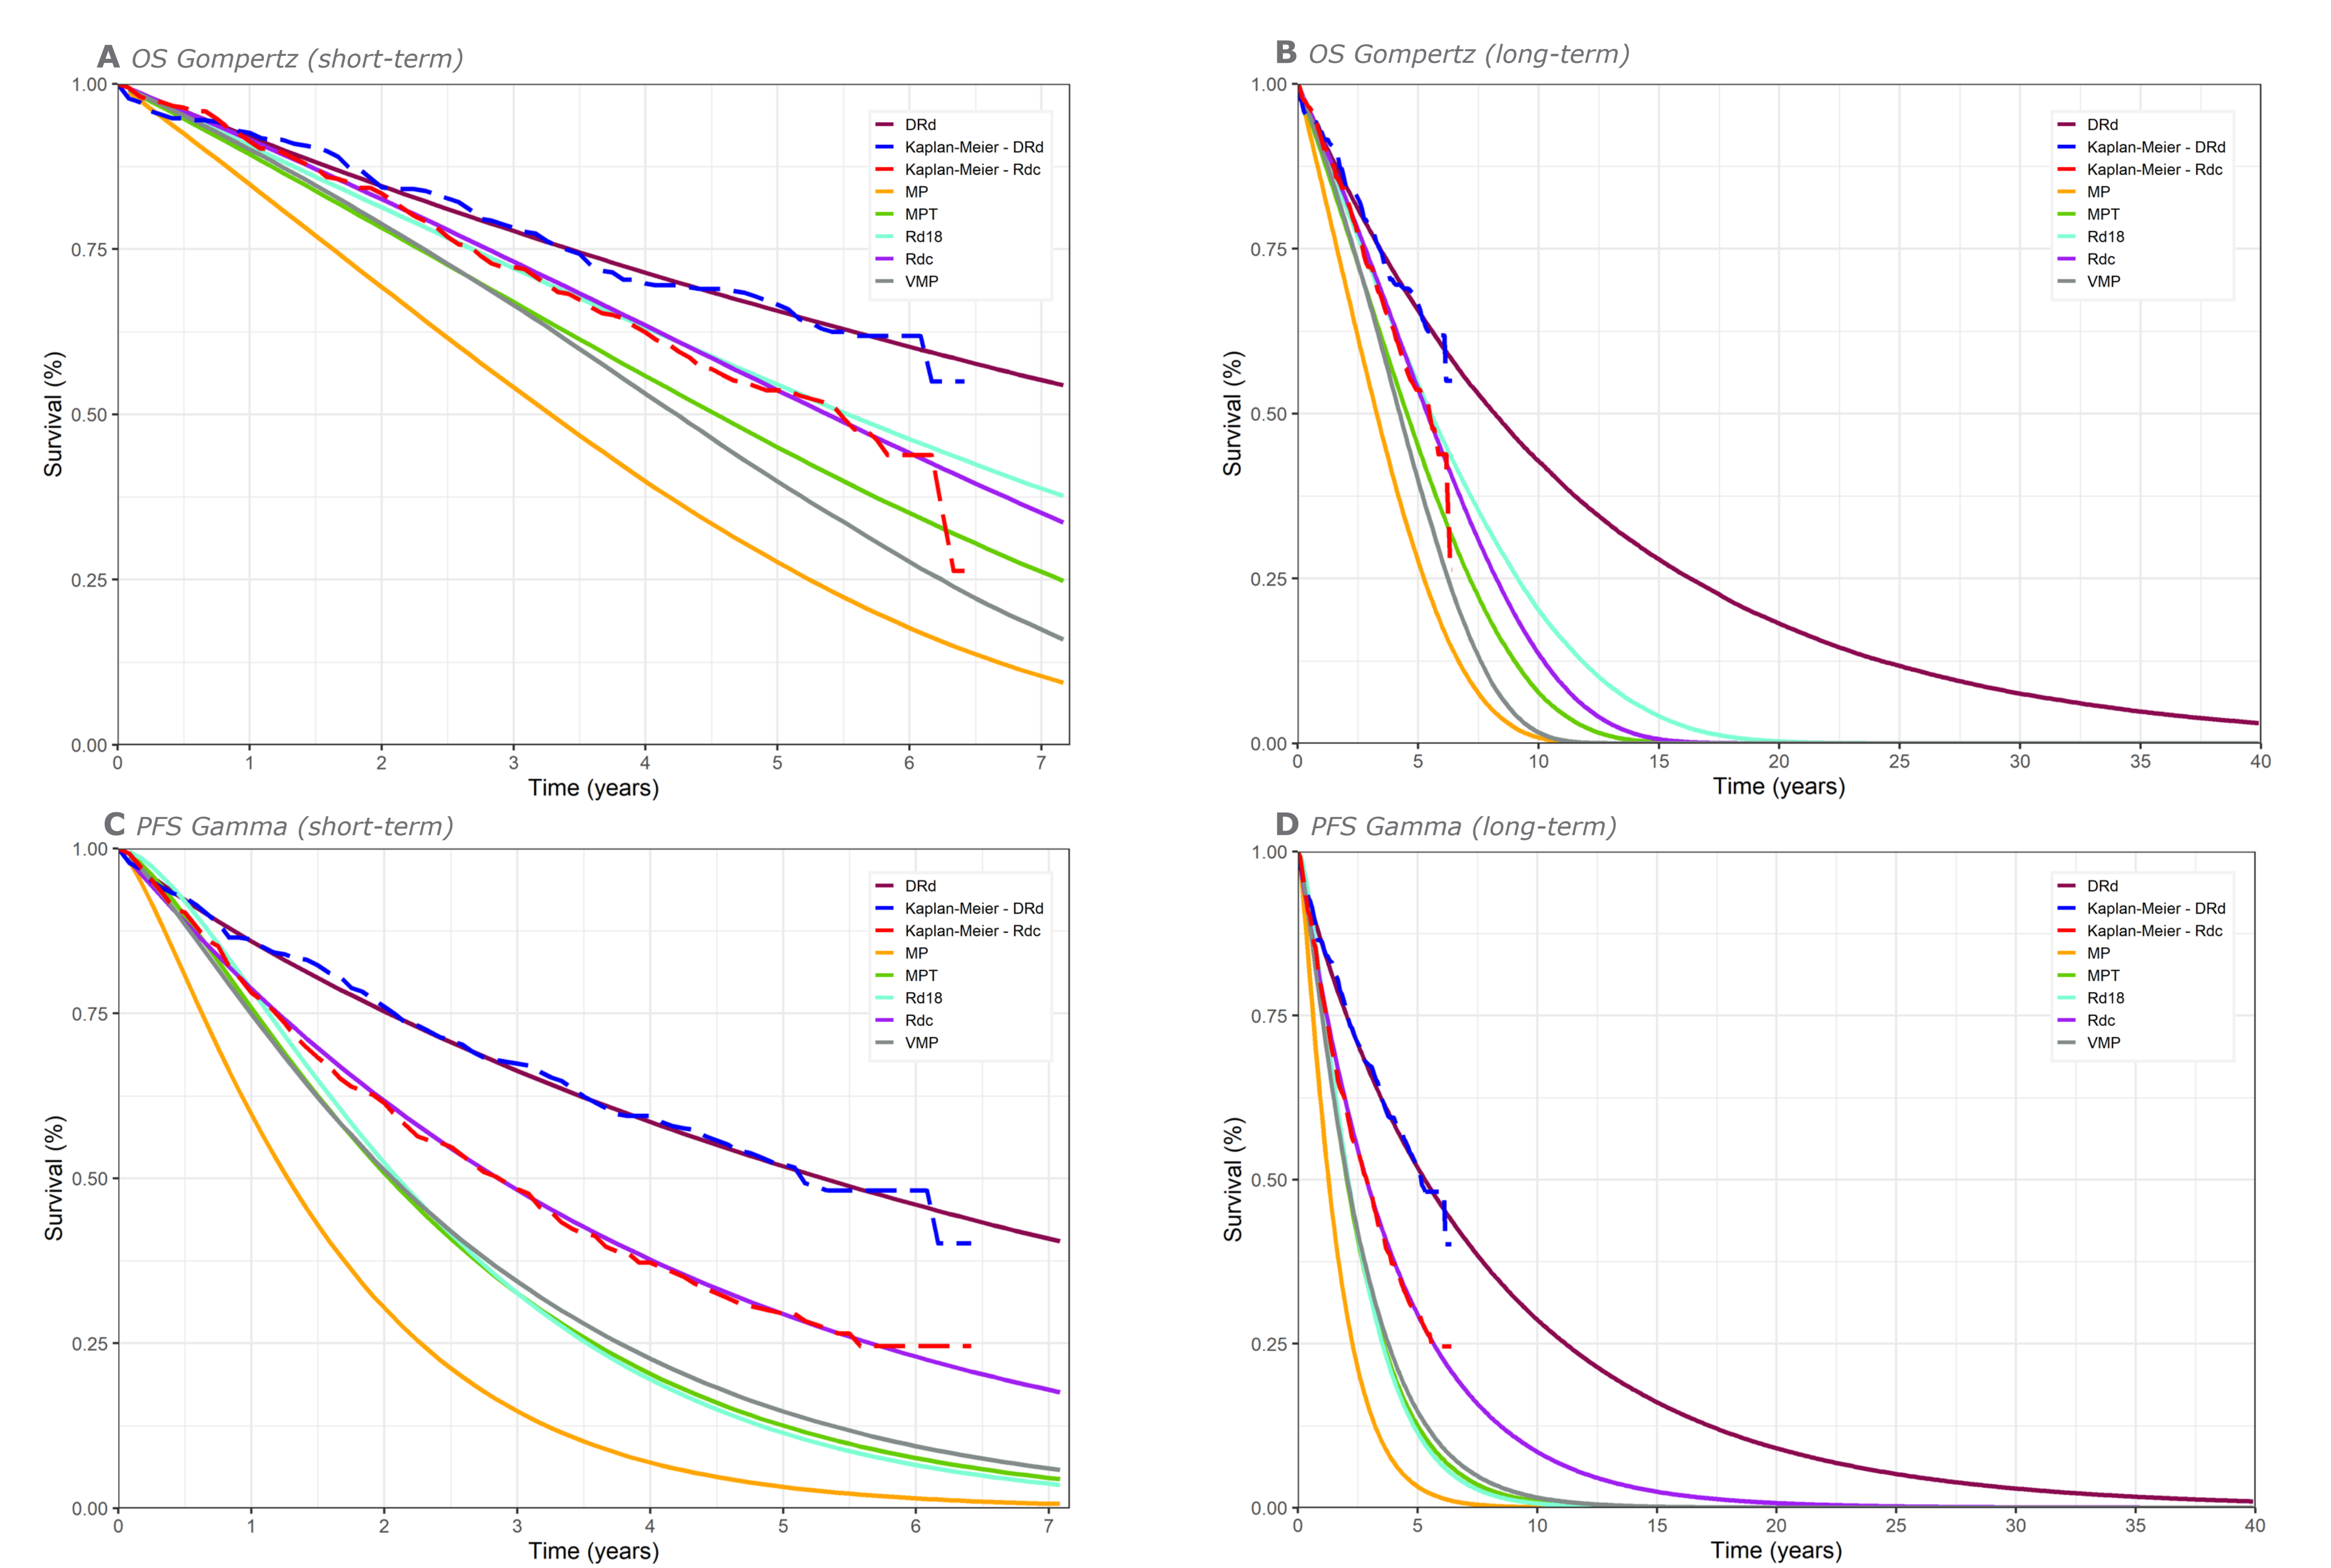 A OS Gompertz (short-term)
1.00
0.75
0.50
0.25
0.00
Survival (%)
0 1 2 3 4 5 6 7
Time (years)
DRd
Kaplan-Meier - DRd
Kaplan-Meier - Rdc
MP
MPT
Rd18
Rdc
VMP
B OS Gompertz (long-term)
1.00
0.75
0.50
0.25
0.00
Survival (%)
0 5 10 15 20 25 30 35 40
Time (years)
DRd
Kaplan-Meier - DRd
Kaplan-Meier - Rdc
MP
MPT
Rd18
Rdc
VMP
C PFS Gamma (short-term)
1.00
0.75
0.50
0.25
0.00
Survival (%)
0 1 2 3 4 5 6 7
Time (years)
DRd
Kaplan-Meier - DRd
Kaplan-Meier - Rdc
MP
MPT
Rd18
Rdc
VMP
D PFS Gamma (long-term)
1.00
0.75
0.50
0.25
0.00
Survival (%)
0 5 10 15 20 25 30 35 40
Time (years)
DRd
Kaplan-Meier - DRd
Kaplan-Meier - Rdc
MP
MPT
Rd18
Rdc
VMP